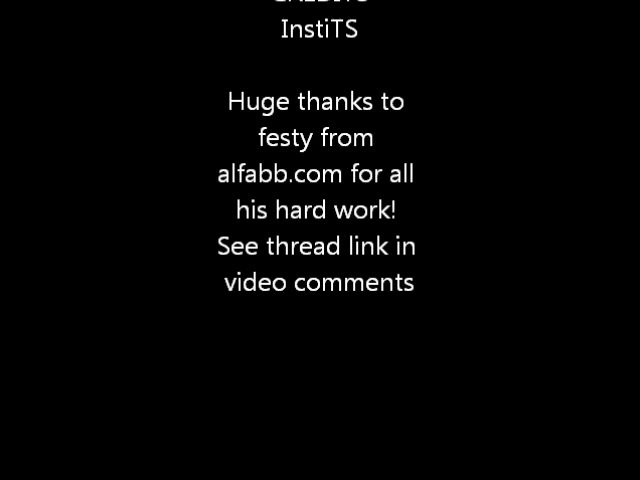 InstiTS
Huge thanks to
festy from
alfabb.com for all
his hard work!
See thread link in
video comments